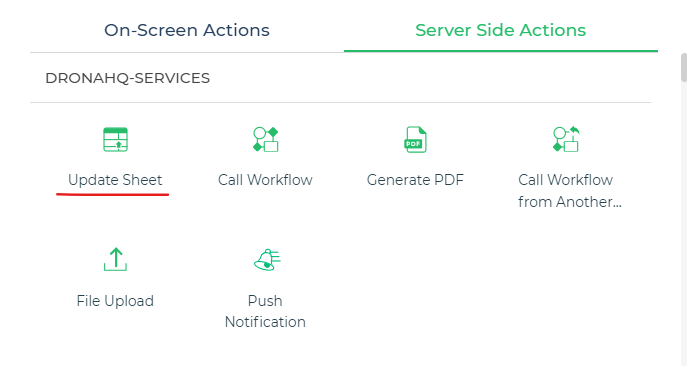 On-Screen Actions
Server Side Actions
DRONAHQ-SERVICES
PDF
Update Sheet
Call Workflow
Generate PDF
Call Workflow
from Another...
File Upload
Push
Notification